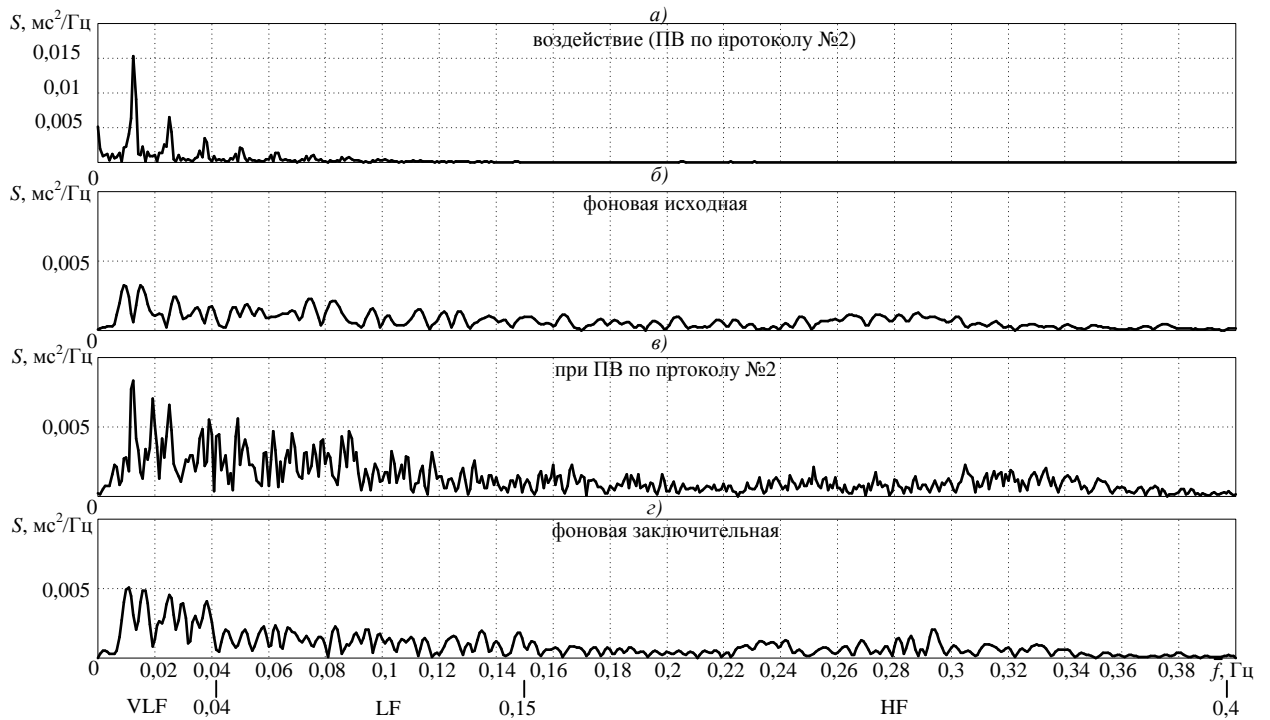 а)
S, мс²/Гц
воздействие (ПВ по протоколу №2)
0,015
0,01
0,005
0
б)
S, мс²/Гц
фоновая исходная
0,005
0
в)
S, мс²/Гц
при ПВ по пртоколу №2
0,005
0
г)
S, мс²/Гц
фоновая заключительная
0,005
0 0,02 0,04 0,06 0,08 0,1 0,12 0,14 0,16 0,18 0,2 0,22 0,24 0,26 0,28 0,3 0,32 0,34 0,36 0,38 f, Гц
VLF 0,04 LF 0,15 HF 0,4